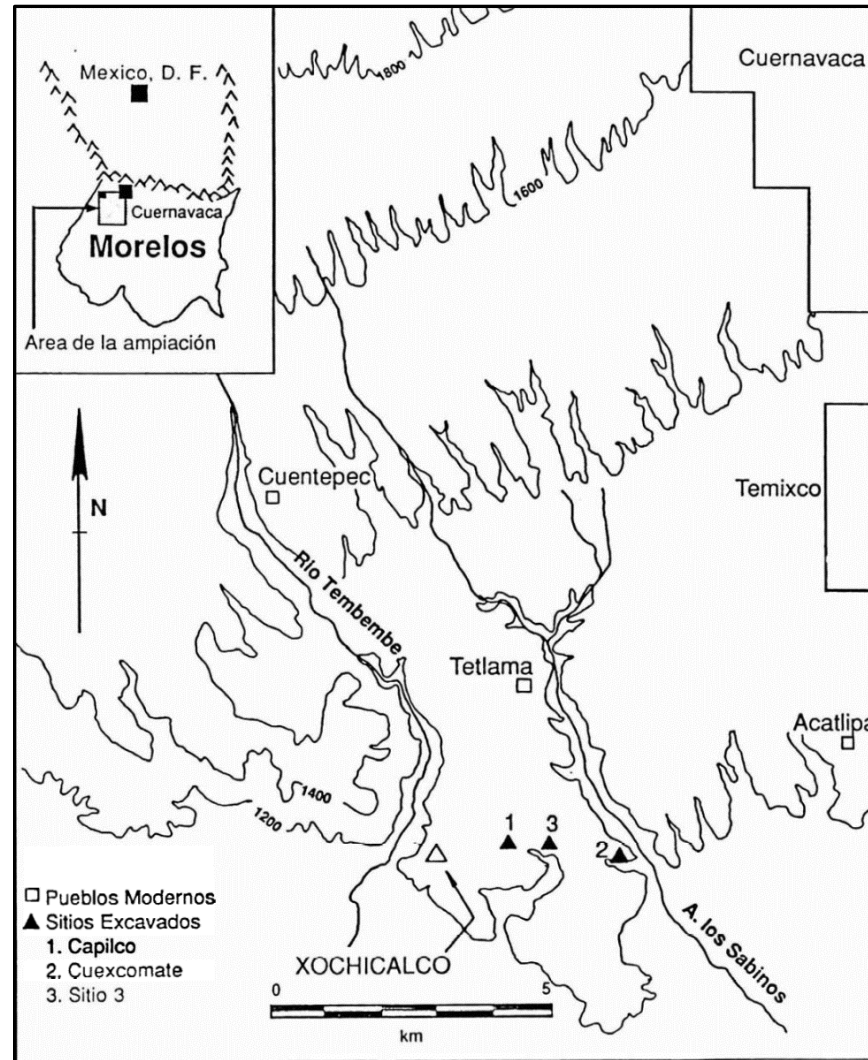 Mexico, D. F.
Cuernavaca
Morelos
Area de la ampiación
1800
Cuernavaca
1600
N
Cuentepec
Temixco
Río Tembembe
Tetlama
Acatlipa
1400
1200
1
3
2
Pueblos Modernos
Sitios Excavados
1. Capilco
2. Cuexcomate
3. Sitio 3
XOCHICALCO
A. los Sabinos
0
5
km